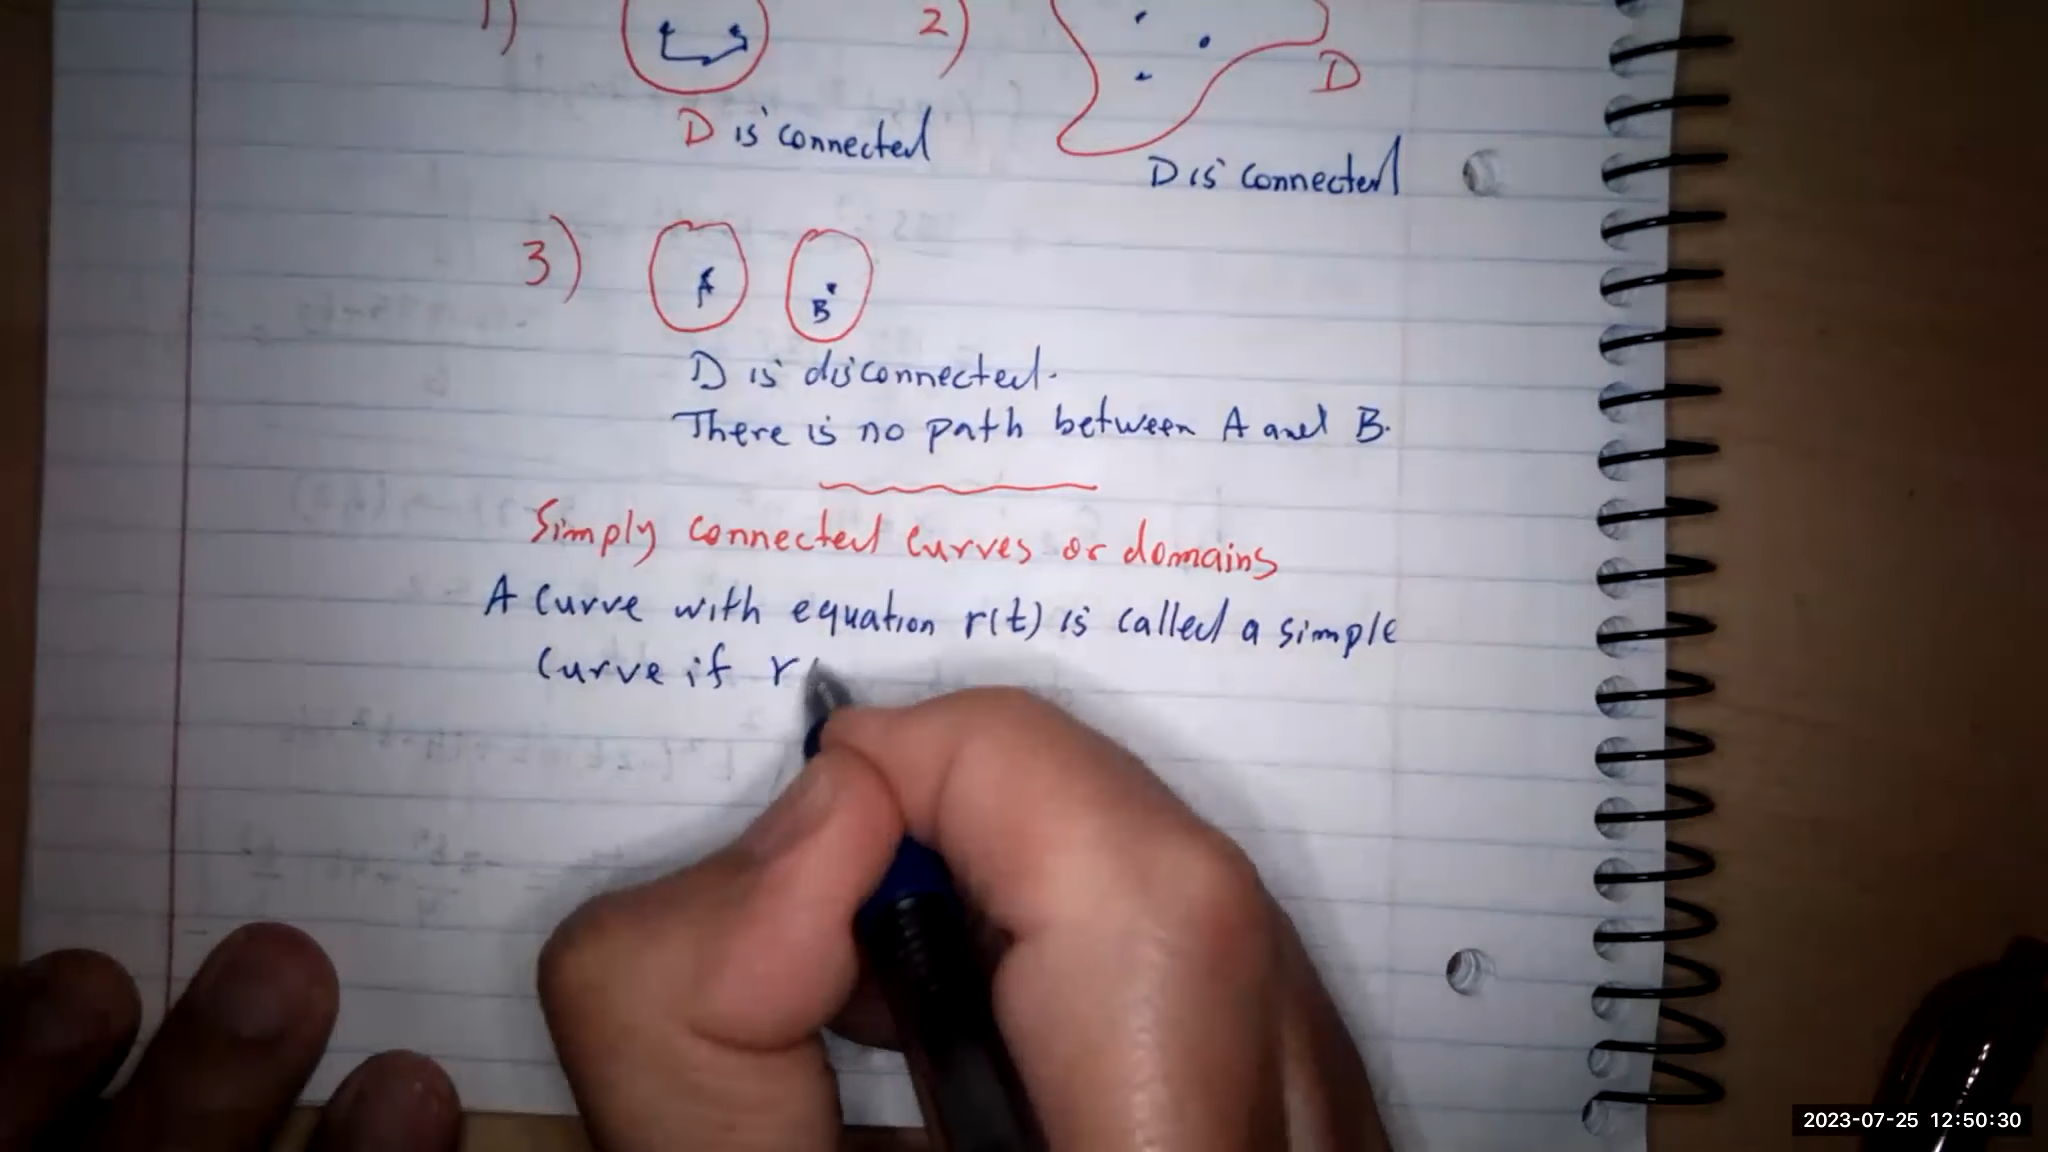 1) 2)
D
D is connected
D is connected
3)
A B
D is disconnected.
There is no path between A and B.
Simply connected curves or domains
A curve with equation r(t) is called a simple
curve if r(
2023-07-25 12:50:30